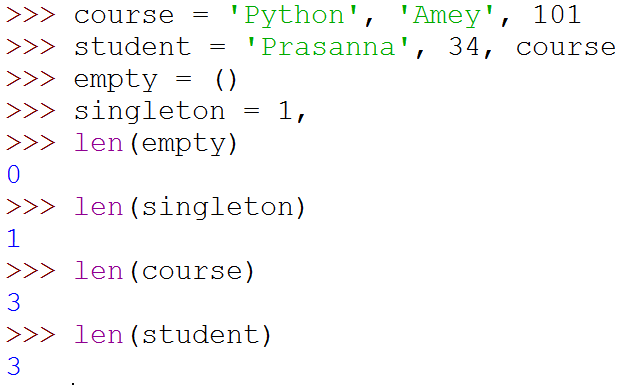 >>> course = 'Python', 'Amey', 101
>>> student = 'Prasanna', 34, course
>>> empty = ()
>>> singleton = 1,
>>> len(empty)
0
>>> len(singleton)
1
>>> len(course)
3
>>> len(student)
3